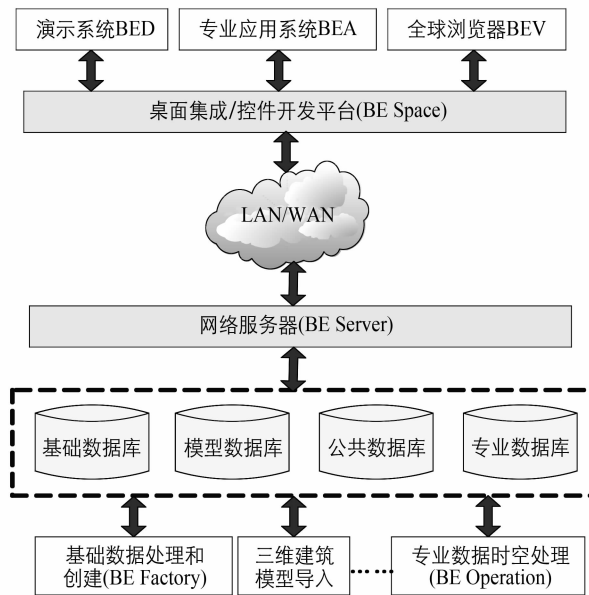 演示系统BED
专业应用系统BEA
全球浏览器BEV
桌面集成/控件开发平台(BE Space)
LAN/WAN
网络服务器(BE Server)
基础数据库
模型数据库
公共数据库
专业数据库
基础数据处理和
创建(BE Factory)
三维建筑
模型导入
……
专业数据时空处理
(BE Operation)